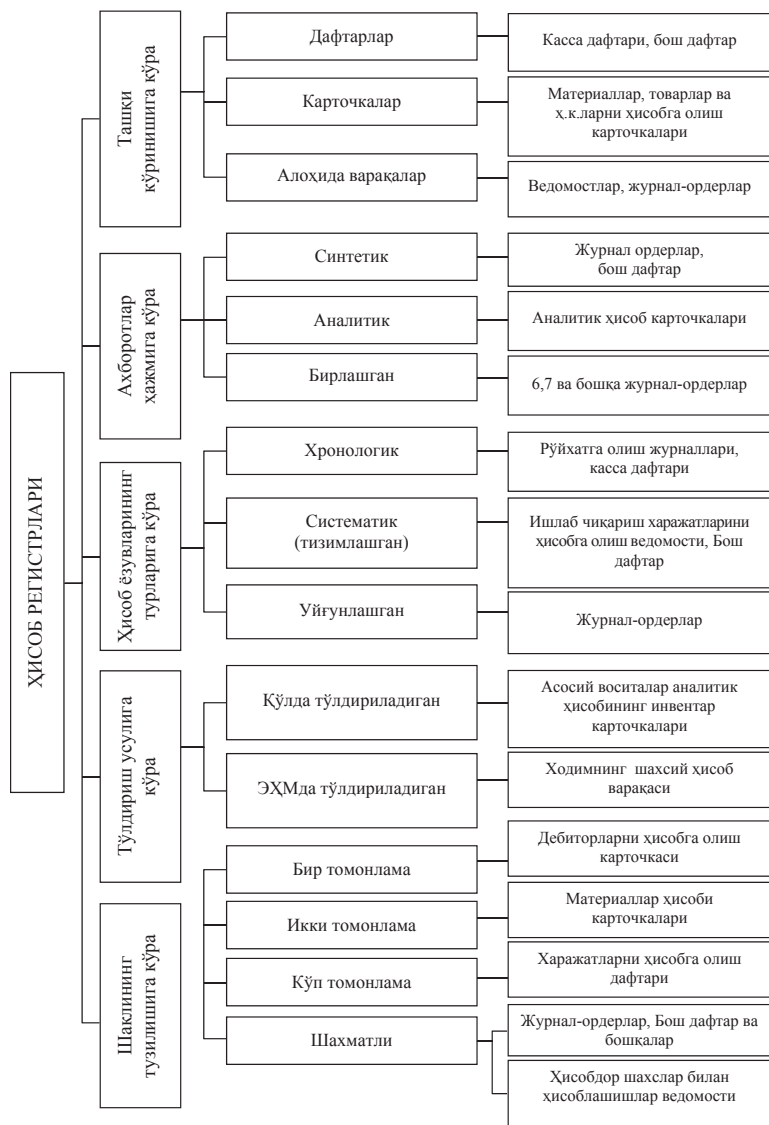 ҲИСОБ РЕГИСТРЛАРИ
Ташқи
кўринишига кўра
Дафтарлар
Касса дафтари, бош дафтар
Карточкалар
Материаллар, товарлар ва
ҳ.к.ларни ҳисобга олиш
карточкалари
Алоҳида варақалар
Ведомостлар, журнал-ордерлар
Ахборотлар
ҳажмига кўра
Синтетик
Журнал ордерлар,
бош дафтар
Аналитик
Аналитик ҳисоб карточкалари
Бирлашган
6,7 ва бошқа журнал-ордерлар
Ҳисоб ёзувларининг
турларига кўра
Хронологик
Рўйхатга олиш журналлари,
касса дафтари
Систематик
(тизимлашган)
Ишлаб чиқариш харажатларини
ҳисобга олиш ведомости, Бош
дафтар
Уйғунлашган
Журнал-ордерлар
Тўлдириш усулига
кўра
Қўлда тўлдириладиган
Асосий воситалар аналитик
ҳисобининг инвентар
карточкалари
ЭҲМда тўлдириладиган
Ходимнинг шахсий ҳисоб
варақаси
Шаклининг
тузилишига кўра
Бир томонлама
Дебиторларни ҳисобга олиш
карточкаси
Икки томонлама
Материаллар ҳисоби
карточкалари
Кўп томонлама
Харажатларни ҳисобга олиш
дафтари
Шахматли
Журнал-ордерлар, Бош дафтар ва
бошқалар
Ҳисобдор шахслар билан
ҳисоблашишлар ведомости